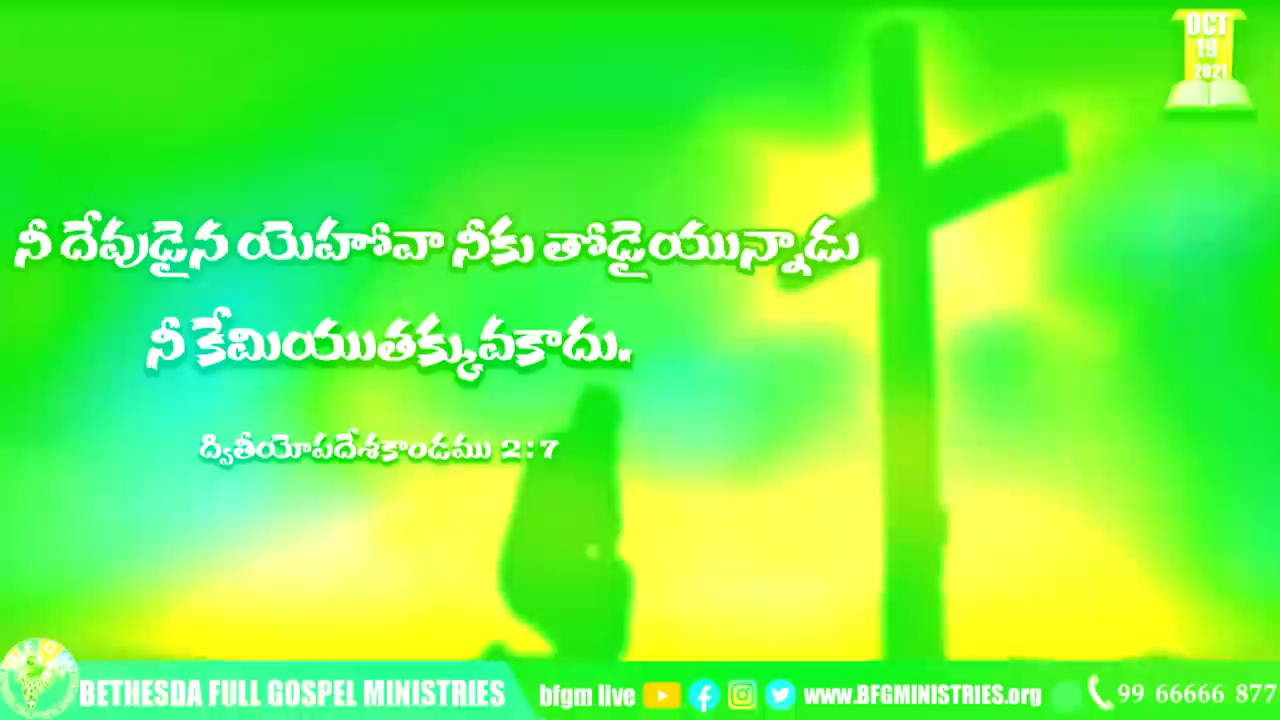 OCT
19
2021
నీ దేవుడైన యెహోవా నీకు తోడైయున్నాడు
నీ కేమియుతక్కువకాదు.
ద్వితీయోపదేశకాండము 2:7
BETHESDA FULL GOSPEL MINISTRIES bfgm live www.BFGMINISTRIES.org 99 66666 877